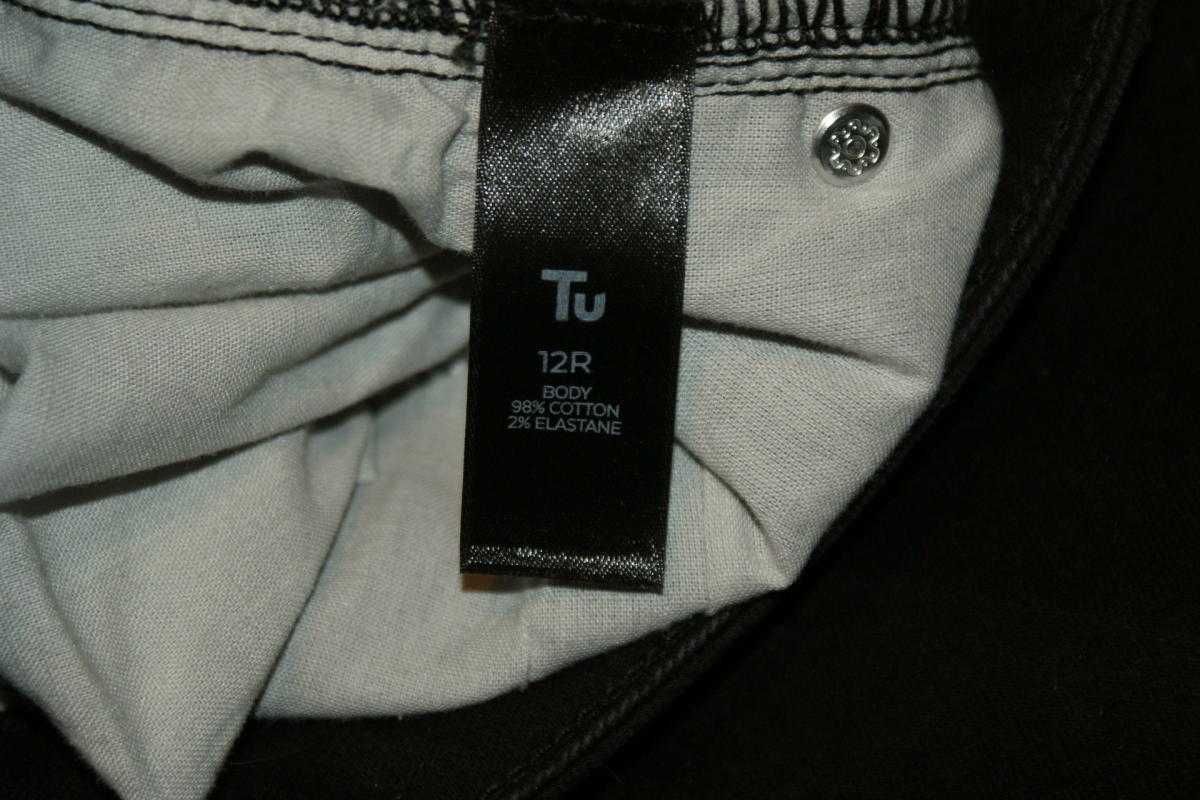 Tu
12R
BODY
98% COTTON
2% ELASTANE